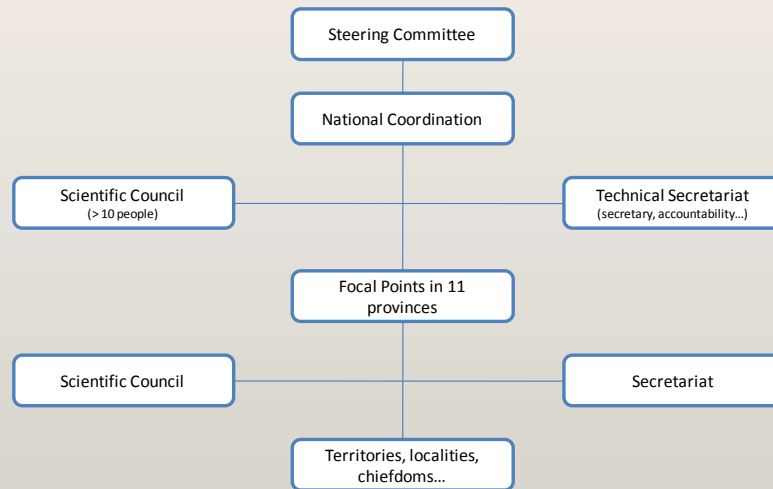 Steering Committee
National Coordination
Scientific Council
(> 10 people)
Technical Secretariat
(secretary, accountability…)
Focal Points in 11
provinces
Scientific Council
Secretariat
Territories, localities,
chiefdoms…